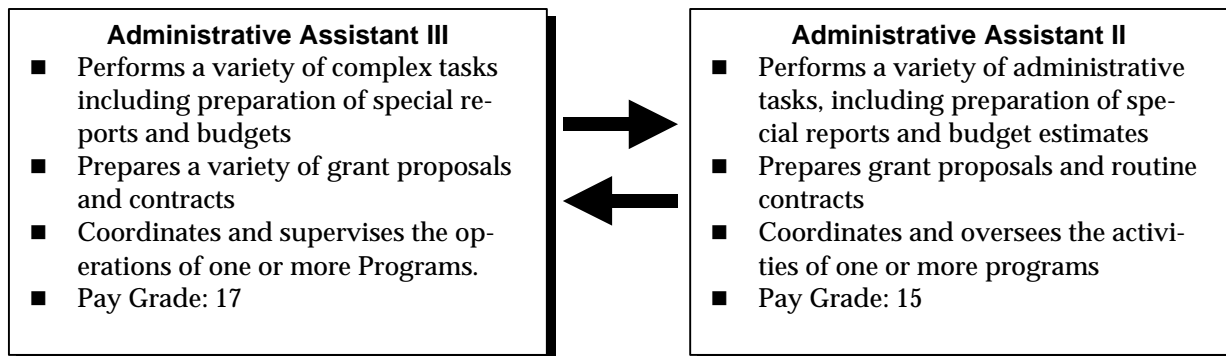 Administrative Assistant III
■ Performs a variety of complex tasks
including preparation of special re-
ports and budgets
■ Prepares a variety of grant proposals
and contracts
■ Coordinates and supervises the op-
erations of one or more Programs.
■ Pay Grade: 17
Administrative Assistant II
■ Performs a variety of administrative
tasks, including preparation of spe-
cial reports and budget estimates
■ Prepares grant proposals and routine
contracts
■ Coordinates and oversees the activi-
ties of one or more programs
■ Pay Grade: 15